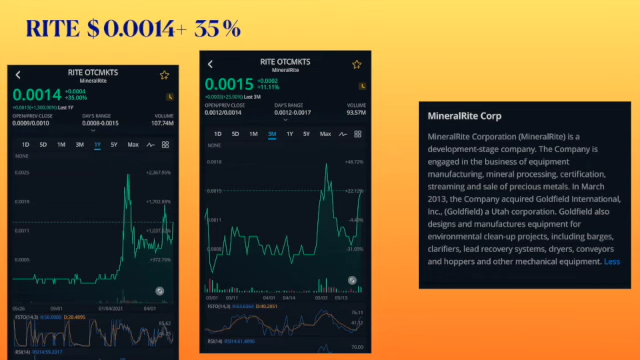 RITE $0.0014+ 35%
RITE OTCMKTS
MineralRite
0.0014 +0.0004
+35.00%
Last 1Y
OPEN/PREV CLOSE DAY'S RANGE VOLUME
0.0009/0.0010 0.0008-0.0015 107.74M
1D 5D 1M 3M 1Y 5Y Max
NONE
RITE OTCMKTS
MineralRite
0.0015 +0.0002
+11.11%
Last 3M
OPEN/PREV CLOSE DAY'S RANGE VOLUME
0.0012/0.0014 0.0012-0.0017 93.57M
1D 5D 1M 3M 1Y 5Y Max
NONE
MineralRite Corp
MineralRite Corporation (MineralRite) is a
development-stage company. The Company is
engaged in the business of equipment
manufacturing, mineral processing, certification,
streaming and sale of precious metals. In March
2013, the Company acquired Goldfield International,
Inc., (Goldfield) a Utah corporation. Goldfield also
designs and manufactures equipment for
environmental clean-up projects, including barges,
clarifiers, lead recovery systems, dryers, conveyors
and hoppers and other mechanical equipment. Less